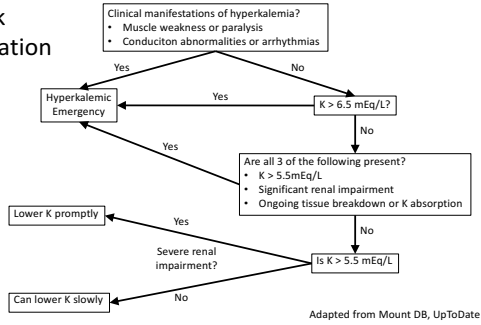 k
ation
Clinical manifestations of hyperkalemia?
• Muscle weakness or paralysis
• Conduciton abnormalities or arrhythmias
Yes
No
Hyperkalemic
Emergency
Yes
K > 6.5 mEq/L?
No
Yes
Are all 3 of the following present?
• K > 5.5mEq/L
• Significant renal impairment
• Ongoing tissue breakdown or K absorption
Lower K promptly
Yes
No
Severe renal
impairment?
Is K > 5.5 mEq/L
No
Can lower K slowly
Adapted from Mount DB, UpToDate